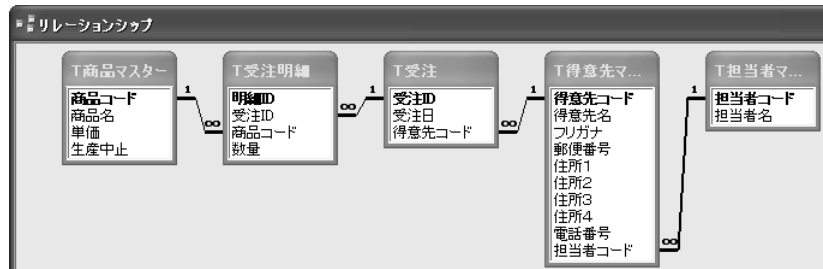 リレーションシップ
T商品マスター
商品コード
商品名
単価
生産中止
1
∞
T受注明細
明細ID
受注ID
商品コード
数量
∞
1
T受注
受注ID
受注日
得意先コード
∞
1
T得意先マ...
得意先コード
得意先名
フリガナ
郵便番号
住所1
住所2
住所3
住所4
電話番号
担当者コード
∞
1
T担当者マ...
担当者コード
担当者名